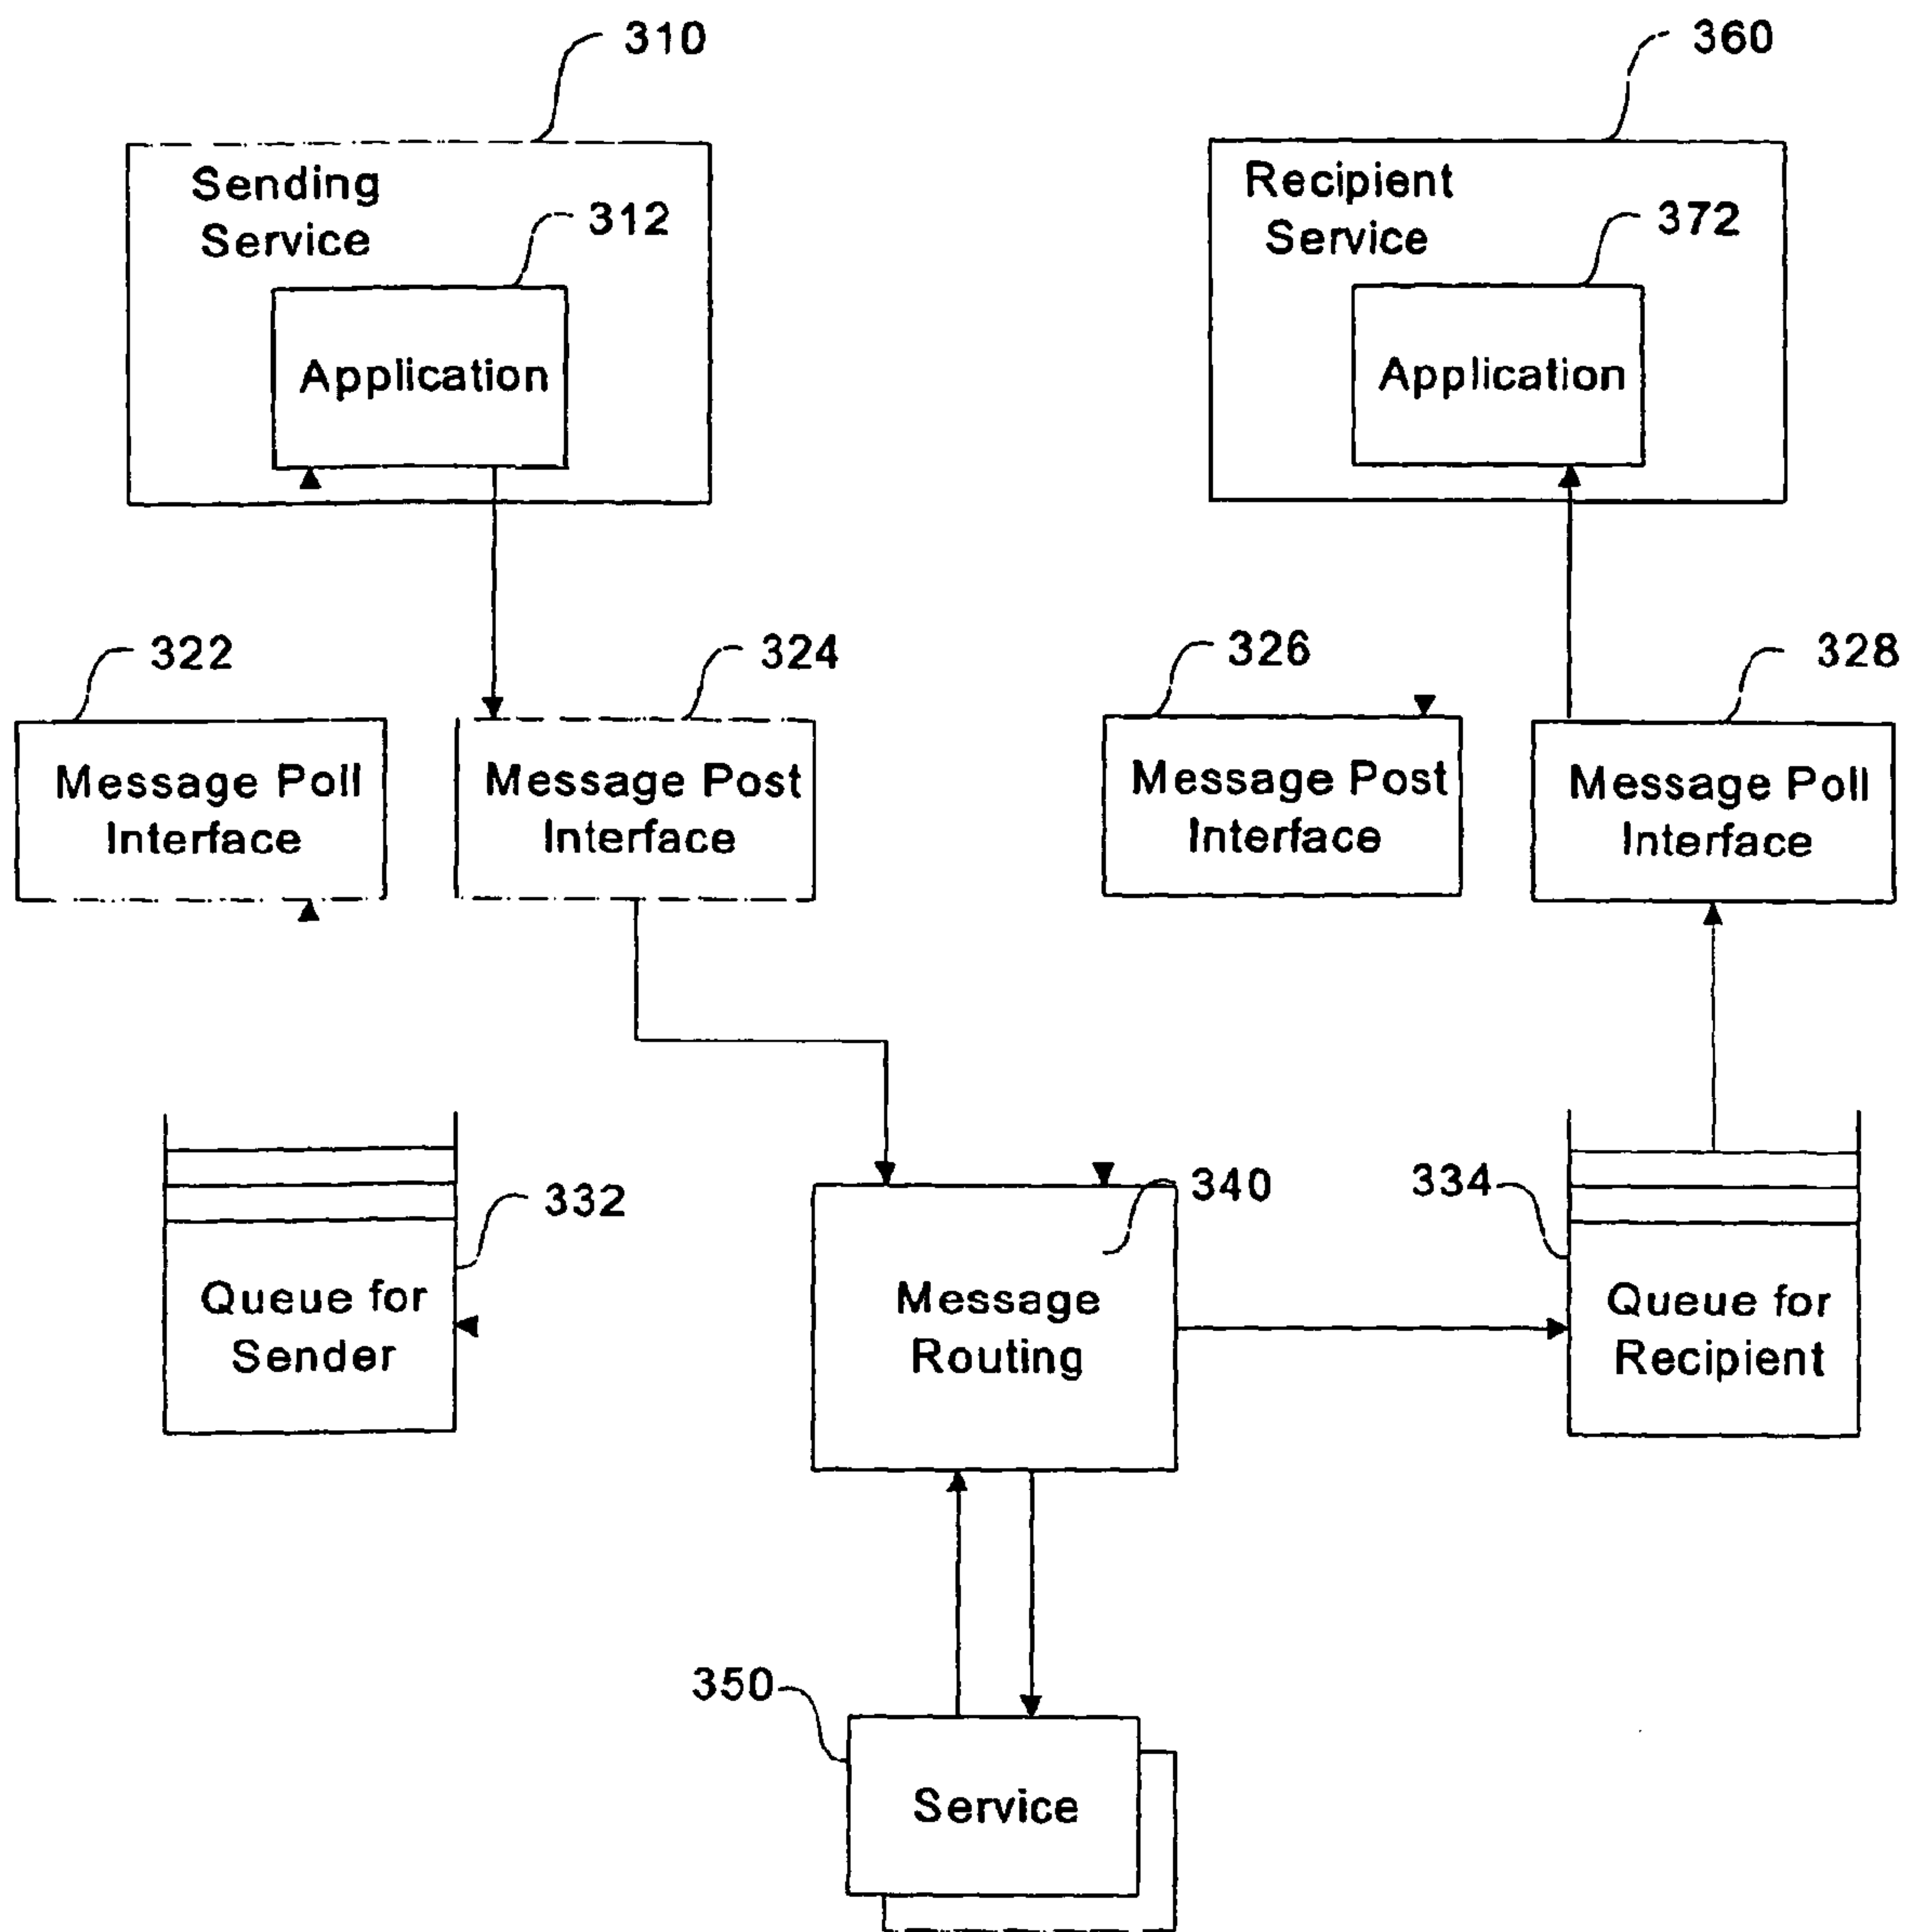 310
360
Sending
Service
312
Recipient
Service
372
Application
Application
322
324
326
328
Message Poll
Interface
Message Post
Interface
Message Post
Interface
Message Poll
Interface
332
340
334
Queue for
Sender
Message
Routing
Queue for
Recipient
350
Service